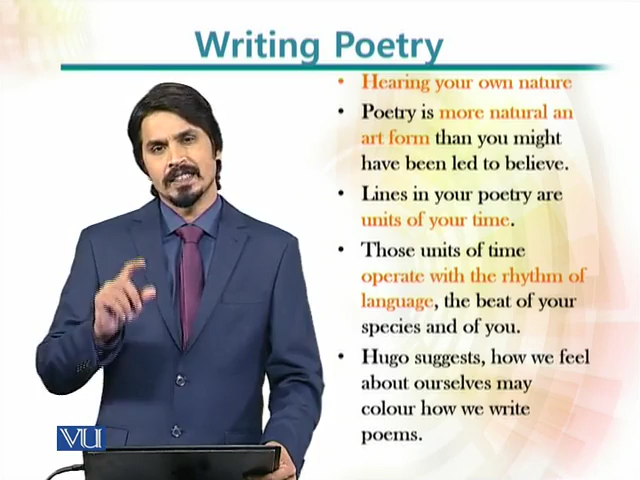 Writing Poetry
• Hearing your own nature
• Poetry is more natural an
art form than you might
have been led to believe.
• Lines in your poetry are
units of your time.
• Those units of time
operate with the rhythm of
language, the beat of your
species and of you.
• Hugo suggests, how we feel
about ourselves may
colour how we write
poems.
VU